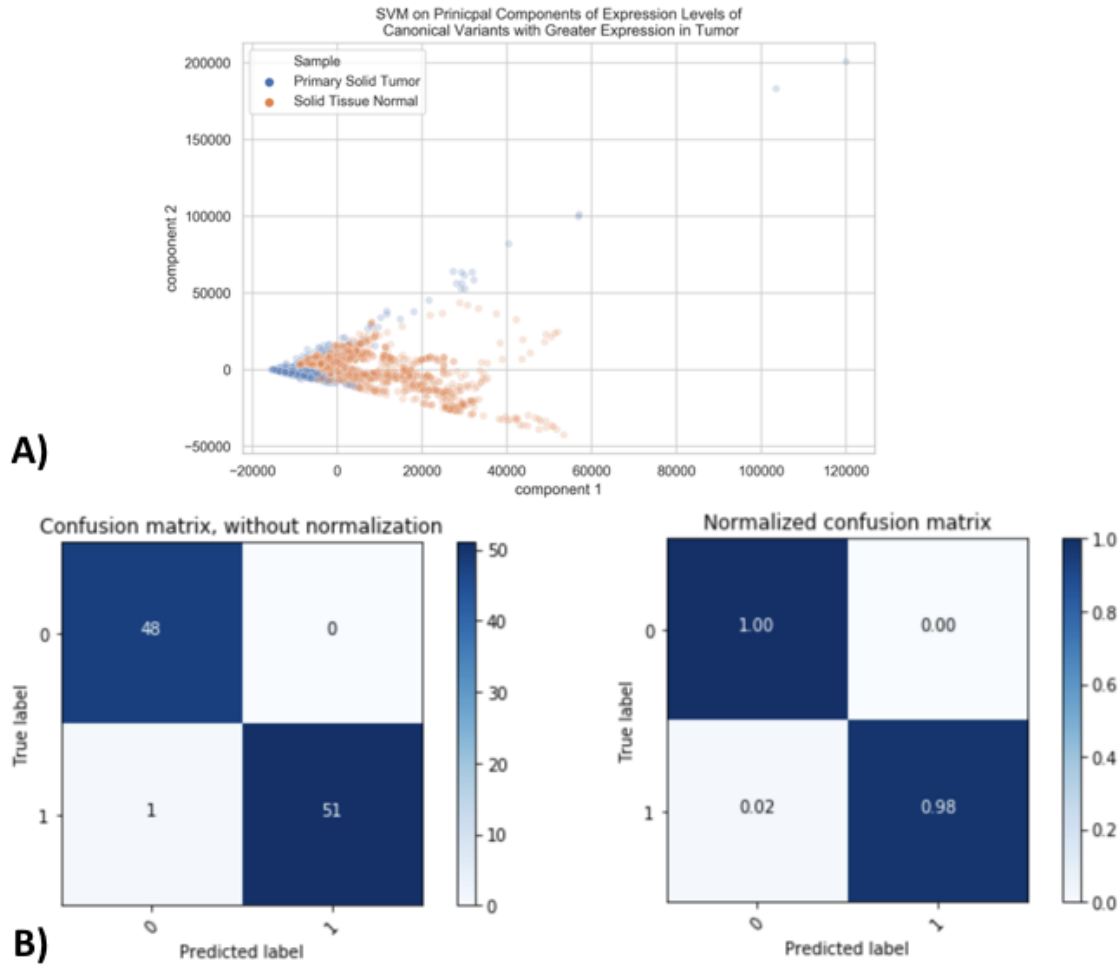 SVM on Prinicpal Components of Expression Levels of
Canonical Variants with Greater Expression in Tumor
Sample
Primary Solid Tumor
Solid Tissue Normal
200000
150000
100000
50000
0
−50000
component 2
−20000 0 20000 40000 60000 80000 100000 120000
component 1
A)
Confusion matrix, without normalization
0
1
True label
48 0
1 51
0 1
Predicted label
50
40
30
20
10
0
Normalized confusion matrix
0
1
True label
1.00 0.00
0.02 0.98
0 1
Predicted label
1.0
0.8
0.6
0.4
0.2
0.0
B)